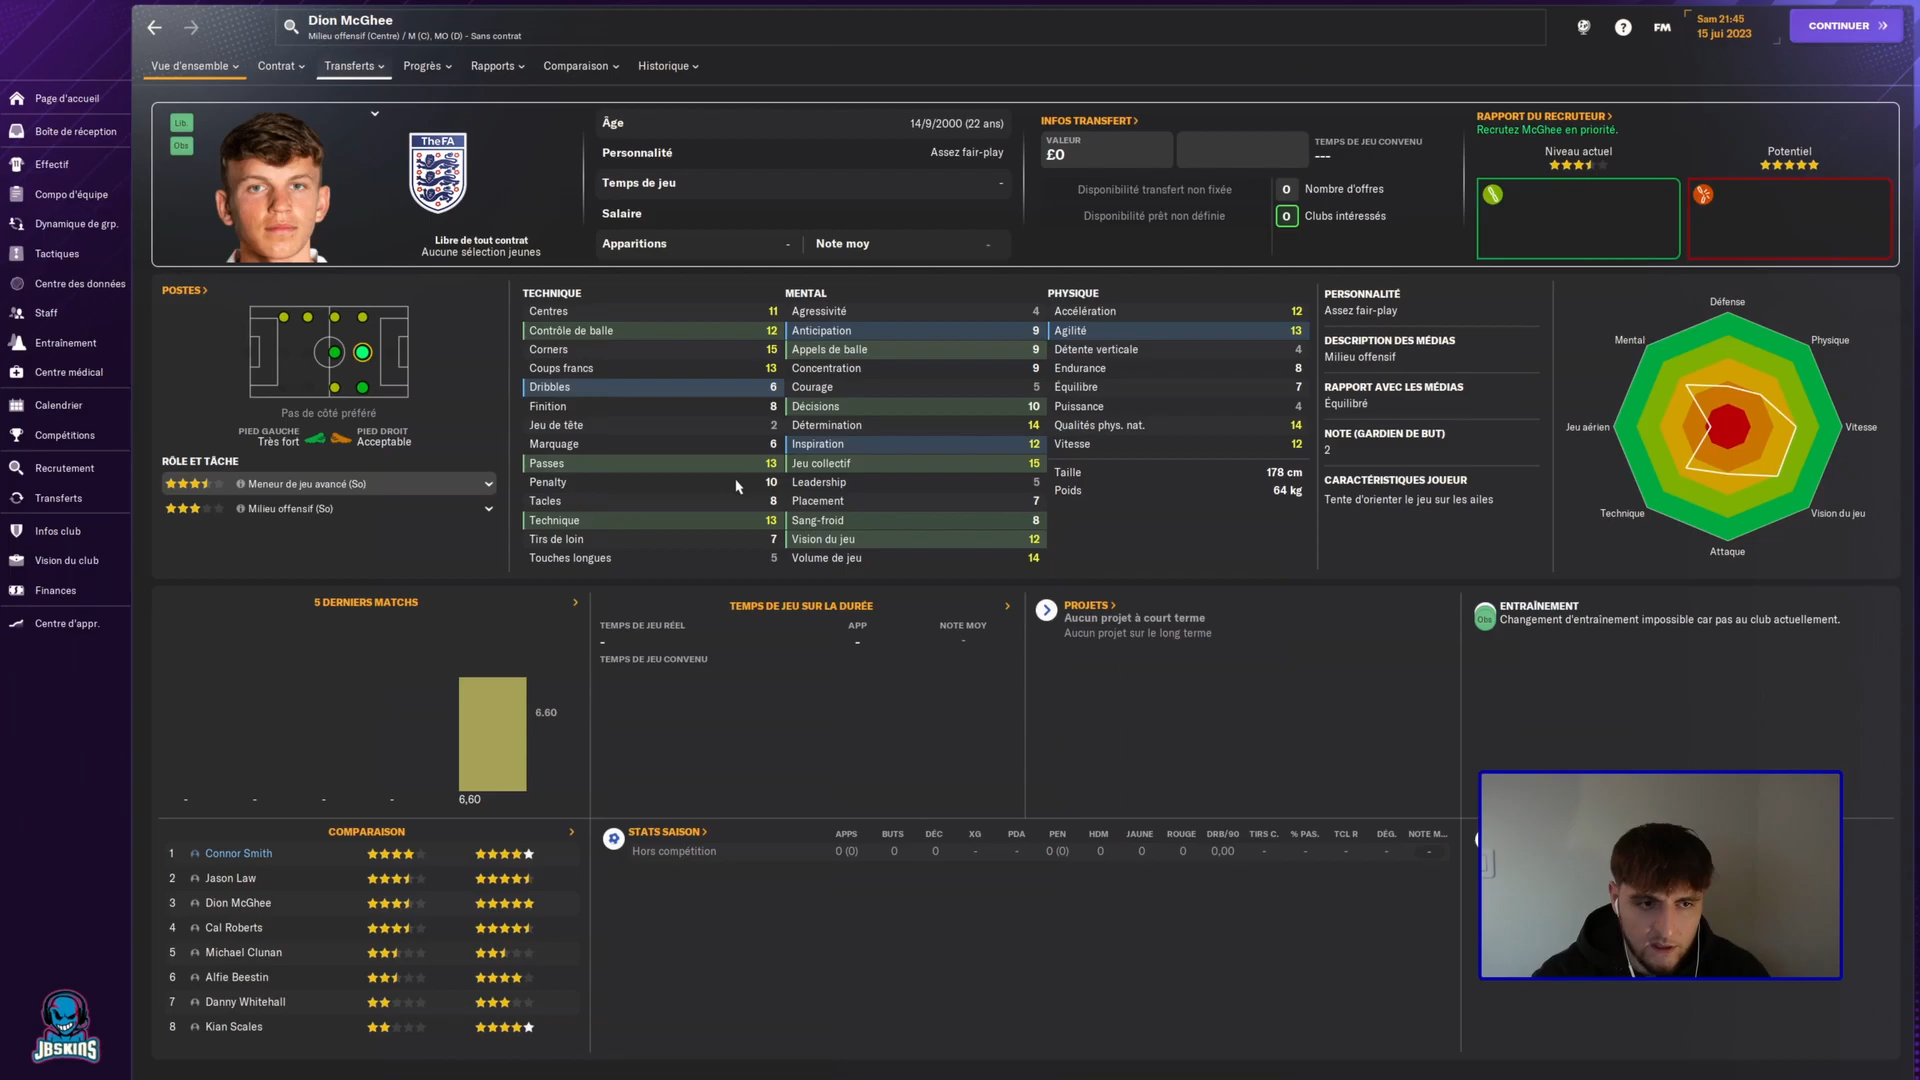 Dion McGhee
Milieu offensif (Centre) / M (C), MO (D) - Sans contrat
FM
Sam 21:45
15 jui 2023
CONTINUER
Vue d'ensemble
Contrat
Transferts
Progrès
Rapports
Comparaison
Historique
Page d'accueil
Boîte de réception
Effectif
Compo d'équipe
Dynamique de grp.
Tactiques
Centre des données
Staff
Entraînement
Centre médical
Calendrier
Compétitions
Recrutement
Transferts
Infos club
Vision du club
Finances
Centre d'appr.
JBSKINS
Lib.
Obs
TheFA
Libre de tout contrat
Aucune sélection jeunes
Âge 14/9/2000 (22 ans)
Personnalité Assez fair-play
Temps de jeu -
Salaire
Apparitions - Note moy -
INFOS TRANSFERT
VALEUR
£0
TEMPS DE JEU CONVENU
---
Disponibilité transfert non fixée
Disponibilité prêt non définie
0 Nombre d'offres
0 Clubs intéressés
RAPPORT DU RECRUTEUR
Recrutez McGhee en priorité.
Niveau actuel
Potentiel
POSTES
Pas de côté préféré
PIED GAUCHE
Très fort
PIED DROIT
Acceptable
RÔLE ET TÂCHE
Meneur de jeu avancé (So)
Milieu offensif (So)
TECHNIQUE
Centres 11
Contrôle de balle 12
Corners 15
Coups francs 13
Dribbles 6
Finition 8
Jeu de tête 2
Marquage 6
Passes 13
Penalty 10
Tacles 8
Technique 13
Tirs de loin 7
Touches longues 5
MENTAL
Agressivité 4
Anticipation 9
Appels de balle 9
Concentration 9
Courage 5
Décisions 10
Détermination 14
Inspiration 12
Jeu collectif 15
Leadership 5
Placement 7
Sang-froid 8
Vision du jeu 12
Volume de jeu 14
PHYSIQUE
Accélération 12
Agilité 13
Détente verticale 4
Endurance 8
Équilibre 7
Puissance 4
Qualités phys. nat. 14
Vitesse 12
Taille 178 cm
Poids 64 kg
PERSONNALITÉ
Assez fair-play
DESCRIPTION DES MÉDIAS
Milieu offensif
RAPPORT AVEC LES MÉDIAS
Équilibré
NOTE (GARDIEN DE BUT)
2
CARACTÉRISTIQUES JOUEUR
Tente d'orienter le jeu sur les ailes
Défense
Mental
Physique
Jeu aérien
Vitesse
Technique
Vision du jeu
Attaque
5 DERNIERS MATCHS
6.60
- - - - 6,60
TEMPS DE JEU SUR LA DURÉE
TEMPS DE JEU RÉEL APP NOTE MOY
- - -
TEMPS DE JEU CONVENU
PROJETS
Aucun projet à court terme
Aucun projet sur le long terme
Obs
ENTRAÎNEMENT
Changement d'entraînement impossible car pas au club actuellement.
COMPARAISON
1 Connor Smith
2 Jason Law
3 Dion McGhee
4 Cal Roberts
5 Michael Clunan
6 Alfie Beestin
7 Danny Whitehall
8 Kian Scales
STATS SAISON APPS BUTS DÉC XG PDA PEN HDM JAUNE ROUGE DRB/90 TIRS C. % PAS. TCL R DÉG. NOTE M...
Hors compétition 0 (0) 0 0 - - 0 (0) 0 0 0 0,00 - - - - -